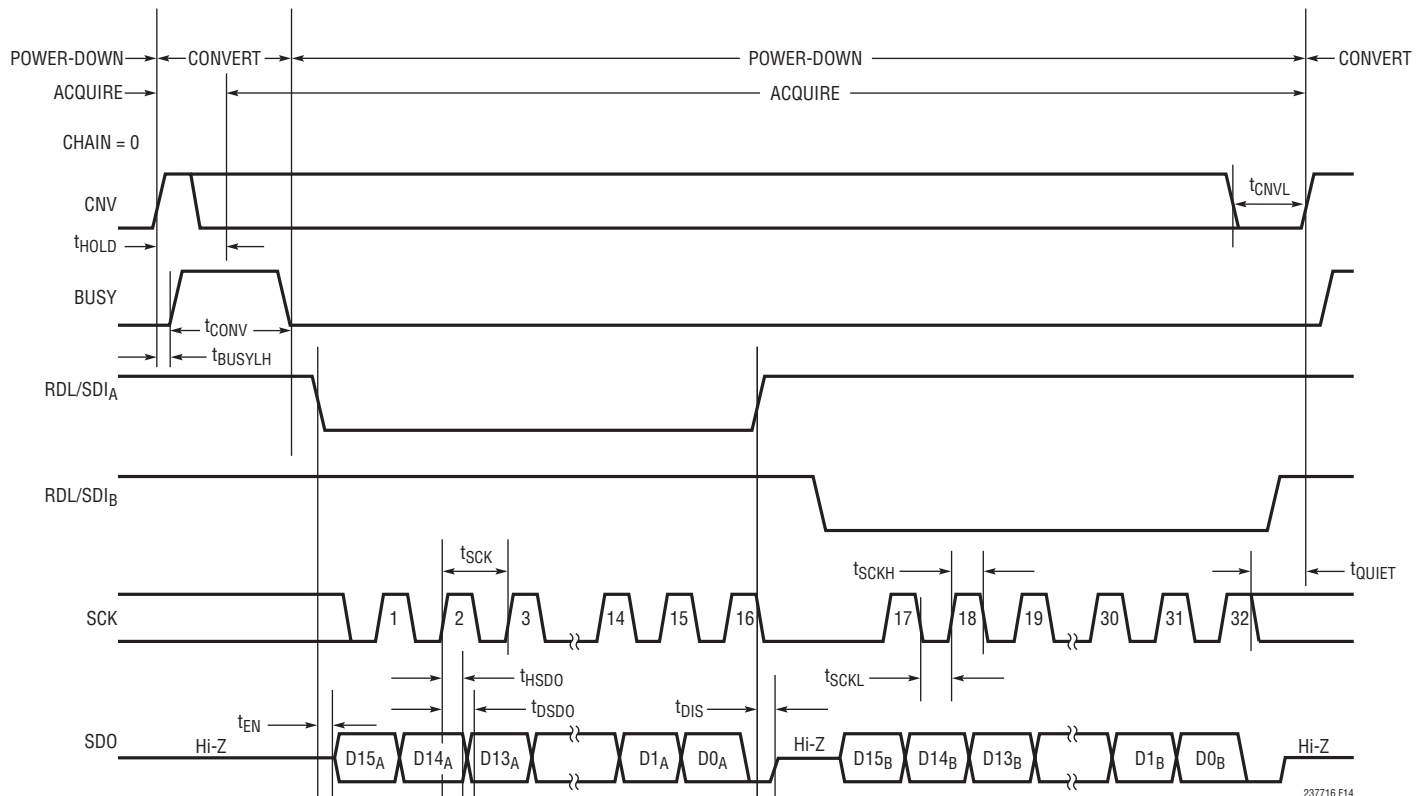 POWER-DOWN CONVERT POWER-DOWN CONVERT
ACQUIRE ACQUIRE
CHAIN = 0
CNV tCNVL
tHOLD
BUSY
tCONV
tBUSYLH
RDL/SDIA
RDL/SDIB
tSCK tSCKH tQUIET
SCK 1 2 3 14 15 16 17 18 19 30 31 32
tHSDO tSCKL
tEN tDSDO tDIS
SDO Hi-Z D15A D14A D13A D1A D0A Hi-Z D15B D14B D13B D1B D0B Hi-Z
237716 F14